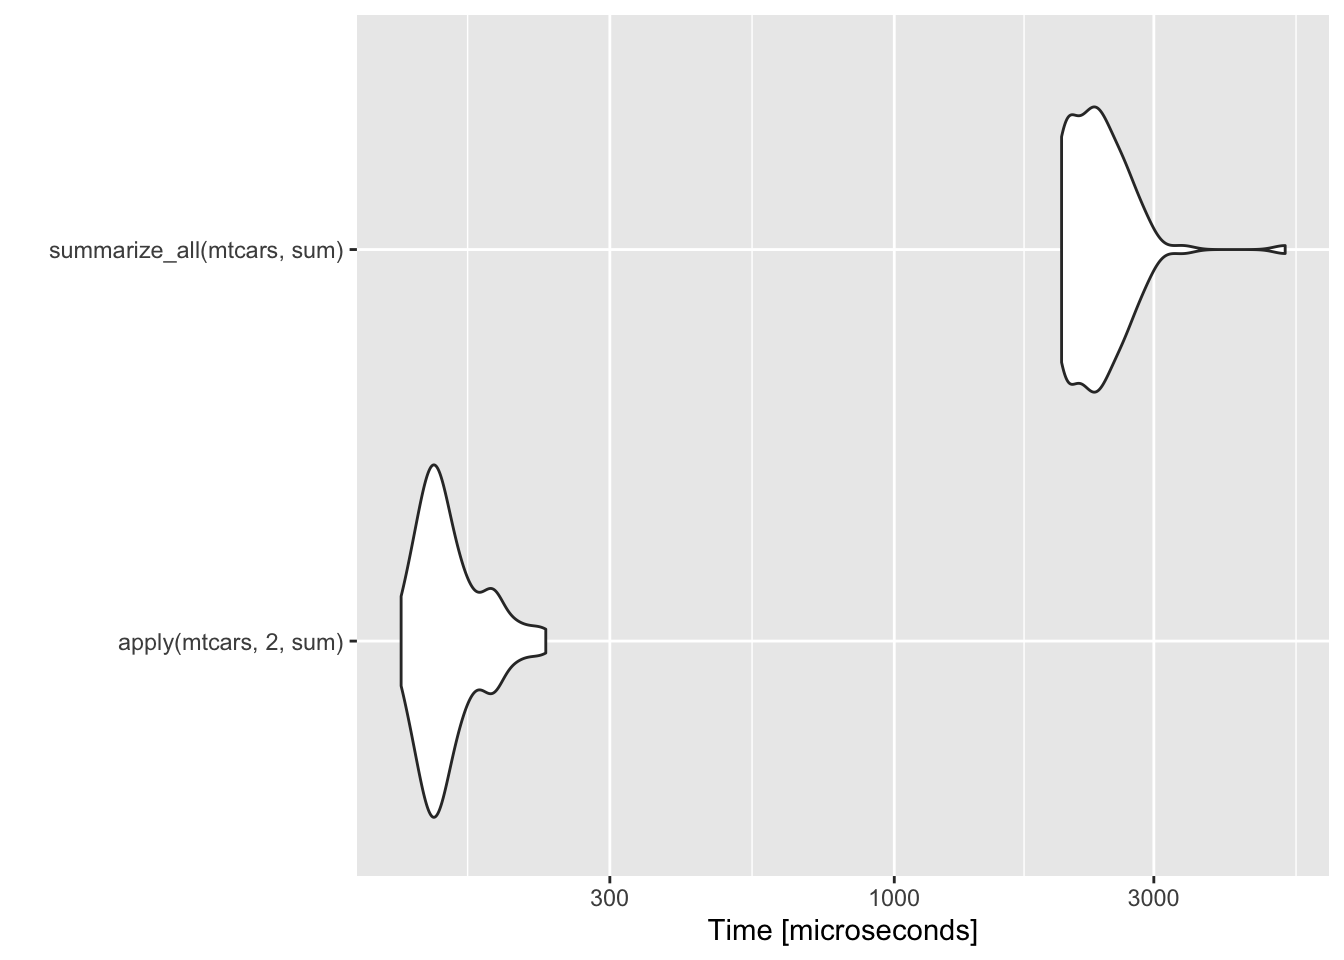 summarize_all(mtcars, sum)
apply(mtcars, 2, sum)
300 1000 3000
Time [microseconds]